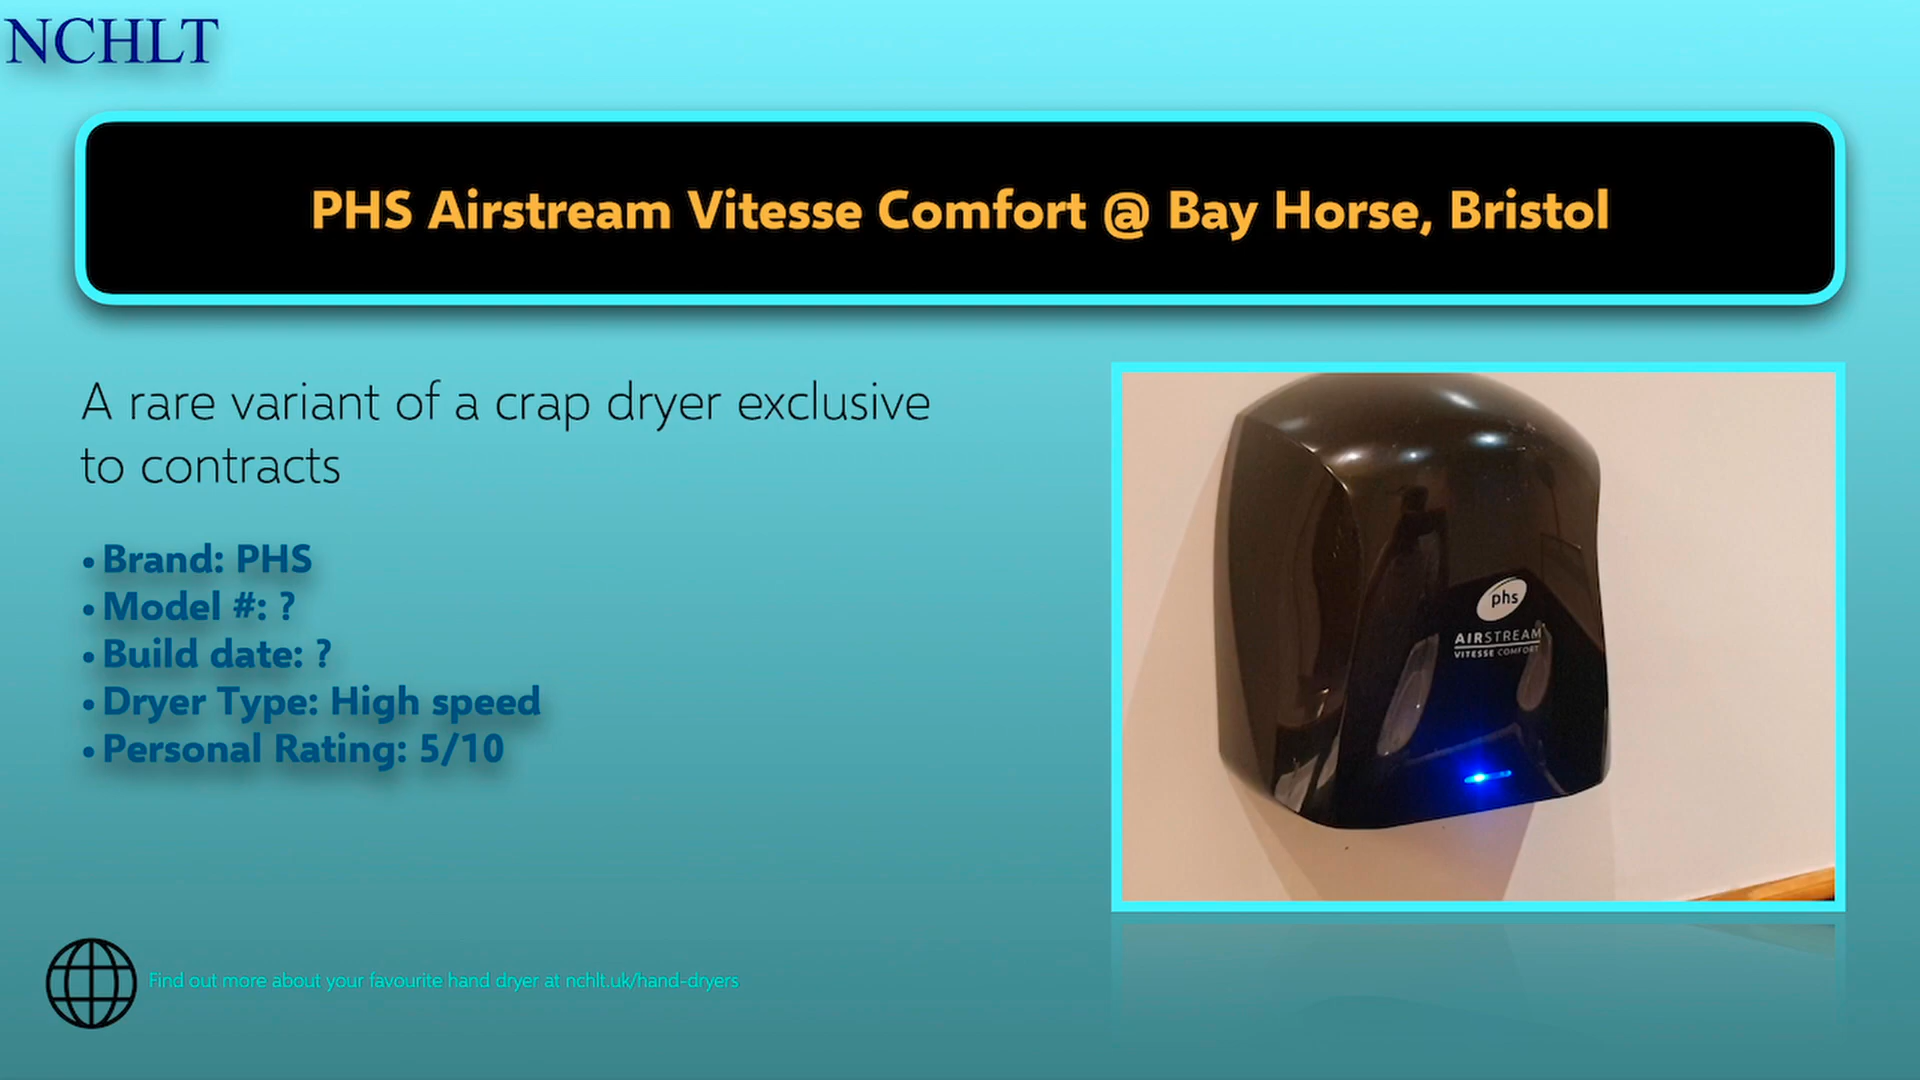 NCHLT
PHS Airstream Vitesse Comfort @ Bay Horse, Bristol
A rare variant of a crap dryer exclusive
to contracts
• Brand: PHS
• Model #: ?
• Build date: ?
• Dryer Type: High speed
• Personal Rating: 5/10
phs
AIRSTREAM
VITESSE COMFORT
Find out more about your favourite hand dryer at nchlt.uk/hand-dryers